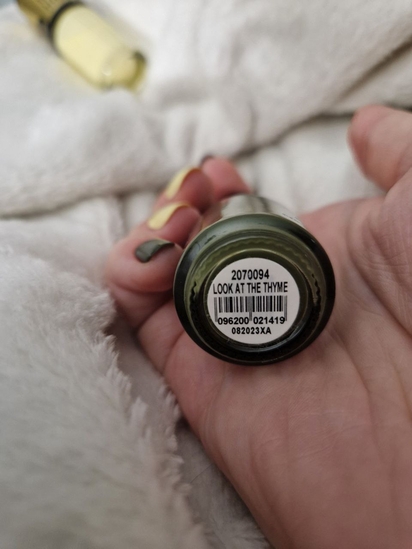 2070094
LOOK AT THE THYME
096200 021419
082023XA